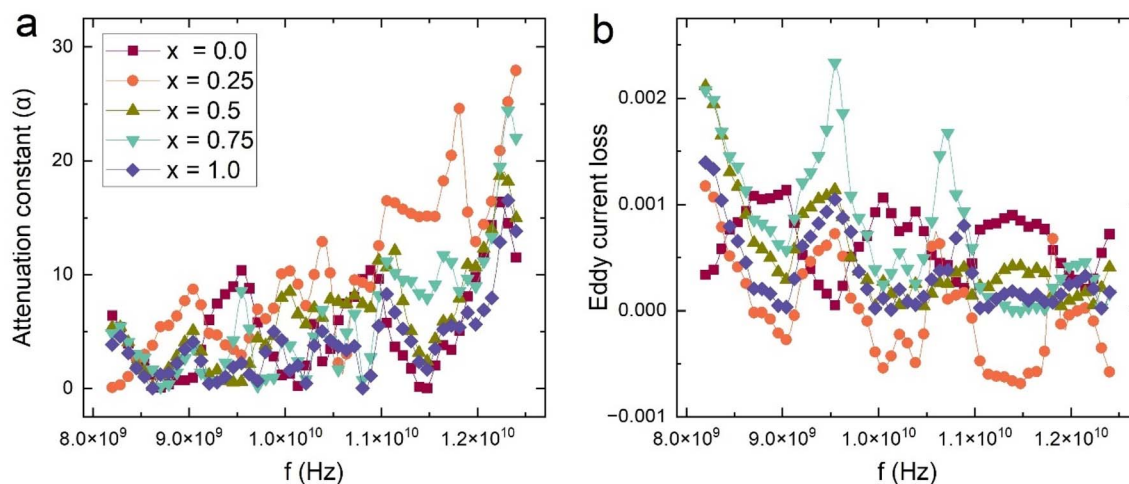 a
Attenuation constant (α)
30
20
10
0
x = 0.0
x = 0.25
x = 0.5
x = 0.75
x = 1.0
8.0×10⁹ 9.0×10⁹ 1.0×10¹⁰ 1.1×10¹⁰ 1.2×10¹⁰
f (Hz)
b
Eddy current loss
0.002
0.001
0.000
−0.001
8.0×10⁹ 9.0×10⁹ 1.0×10¹⁰ 1.1×10¹⁰ 1.2×10¹⁰
f (Hz)